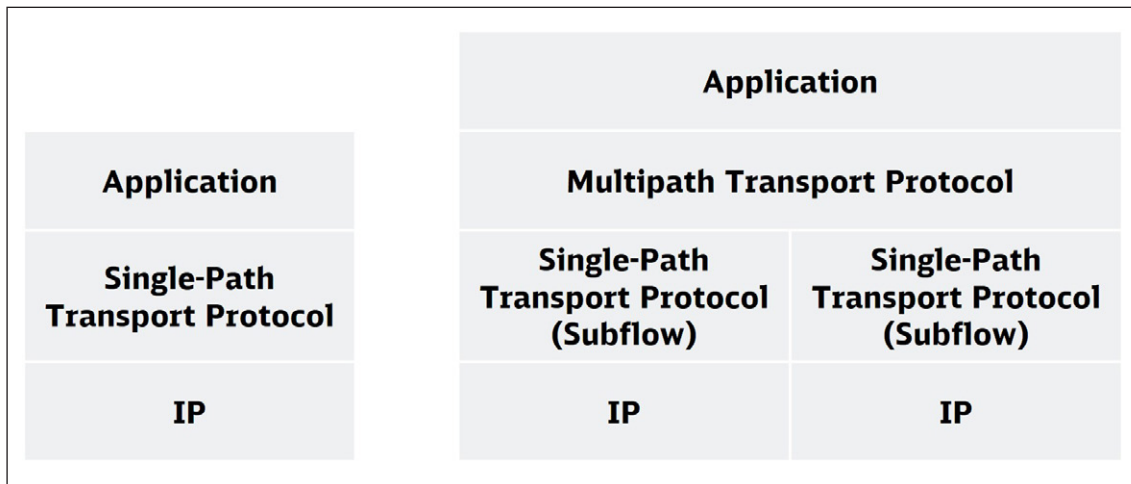 Application
Single-Path
Transport Protocol
IP
Application
Multipath Transport Protocol
Single-Path
Transport Protocol
(Subflow)
Single-Path
Transport Protocol
(Subflow)
IP
IP